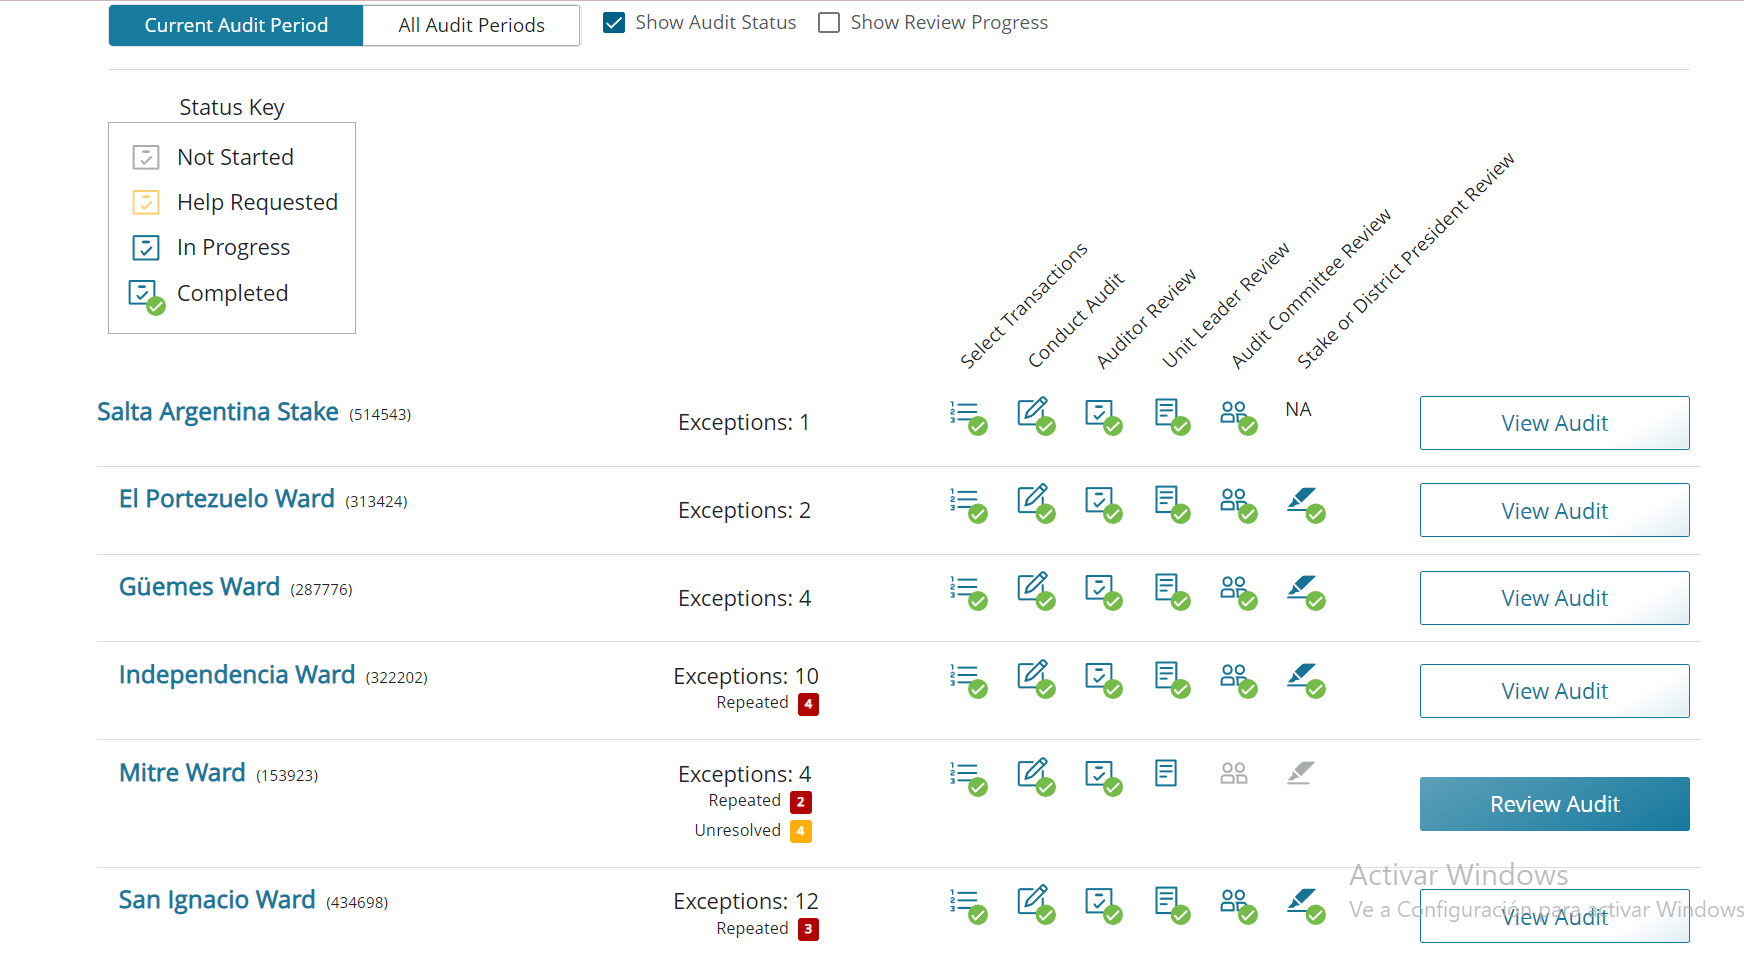 Current Audit Period All Audit Periods Show Audit Status Show Review Progress
Status Key
Not Started
Help Requested
In Progress
Completed
Select Transactions
Conduct Audit
Auditor Review
Unit Leader Review
Audit Committee Review
Stake or District President Review
Salta Argentina Stake (514543) Exceptions: 1 NA View Audit
El Portezuelo Ward (313424) Exceptions: 2 View Audit
Güemes Ward (287776) Exceptions: 4 View Audit
Independencia Ward (322202) Exceptions: 10 View Audit
Repeated 4
Mitre Ward (153923) Exceptions: 4 Review Audit
Repeated 2
Unresolved 4
Activar Windows
Ve a Configuración para activar Windows
San Ignacio Ward (434698) Exceptions: 12 View Audit
Repeated 3